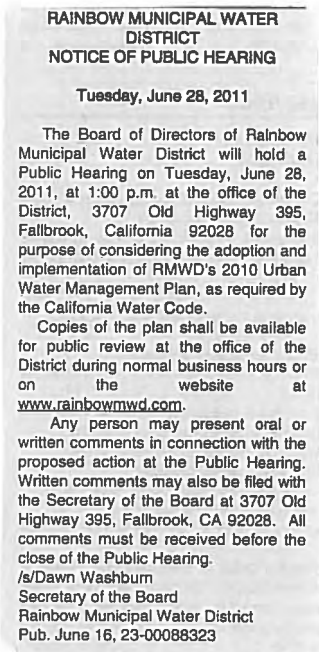 RAINBOW MUNICIPAL WATER
DISTRICT
NOTICE OF PUBLIC HEARING
Tuesday, June 28, 2011
The Board of Directors of Rainbow
Municipal Water District will hold a
Public Hearing on Tuesday, June 28,
2011, at 1:00 p.m. at the office of the
District, 3707 Old Highway 395,
Fallbrook, California 92028 for the
purpose of considering the adoption and
implementation of RMWD's 2010 Urban
Water Management Plan, as required by
the California Water Code.
Copies of the plan shall be available
for public review at the office of the
District during normal business hours or
on the website at
www.rainbowmwd.com.
Any person may present oral or
written comments in connection with the
proposed action at the Public Hearing.
Written comments may also be filed with
the Secretary of the Board at 3707 Old
Highway 395, Fallbrook, CA 92028. All
comments must be received before the
close of the Public Hearing.
/s/Dawn Washburn
Secretary of the Board
Rainbow Municipal Water District
Pub. June 16, 23-00088323